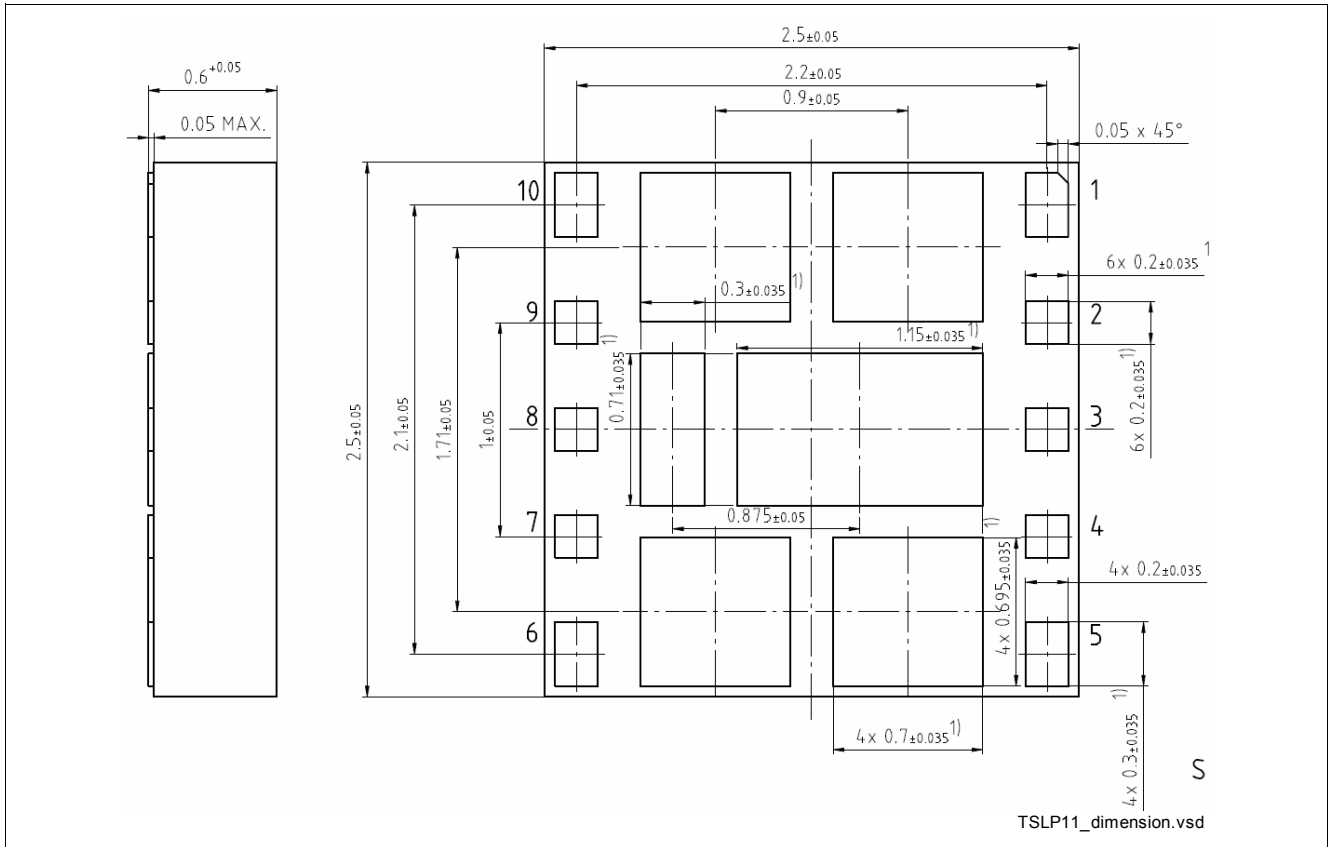 2.5±0.05
0.6+0.05
2.2±0.05
0.9±0.05
0.05 MAX.
0.05 x 45°
10
1
6x 0.2±0.035 1
0.3±0.035 1)
9
2
1.15±0.035 1)
6x 0.2±0.035 1)
0.71±0.035 1)
8
3
2.5±0.05
2.1±0.05
1.71±0.05
1±0.05
0.875±0.05
7
4
4x 0.695±0.035 1)
4x 0.2±0.035
6
5
4x 0.7±0.035 1)
4x 0.3±0.035 1)
S
TSLP11_dimension.vsd